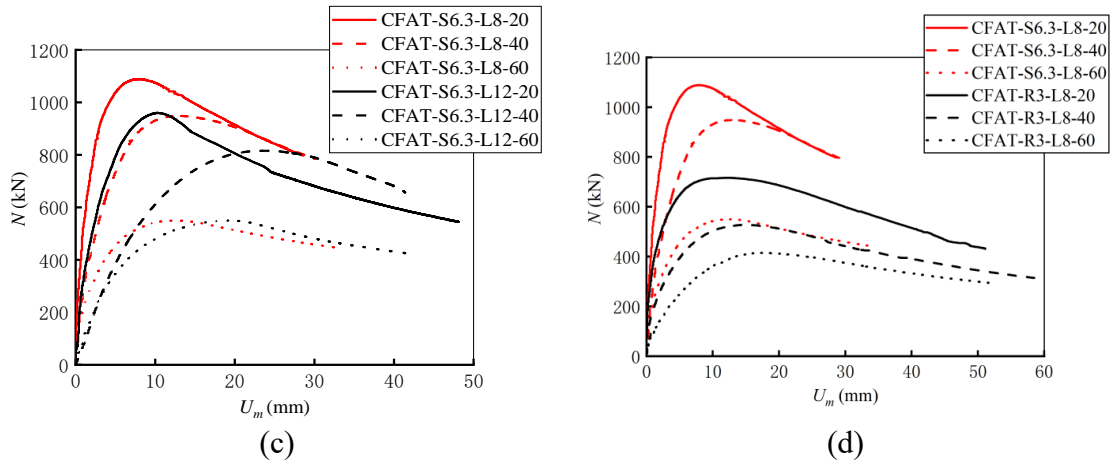 CFAT-S6.3-L8-20
CFAT-S6.3-L8-40
CFAT-S6.3-L8-60
CFAT-S6.3-L12-20
CFAT-S6.3-L12-40
CFAT-S6.3-L12-60
1200
1000
800
600
400
200
0
N (kN)
0 10 20 30 40 50
Um (mm)
(c)
CFAT-S6.3-L8-20
CFAT-S6.3-L8-40
CFAT-S6.3-L8-60
CFAT-R3-L8-20
CFAT-R3-L8-40
CFAT-R3-L8-60
1200
1000
800
600
400
200
0
N (kN)
0 10 20 30 40 50 60
Um (mm)
(d)